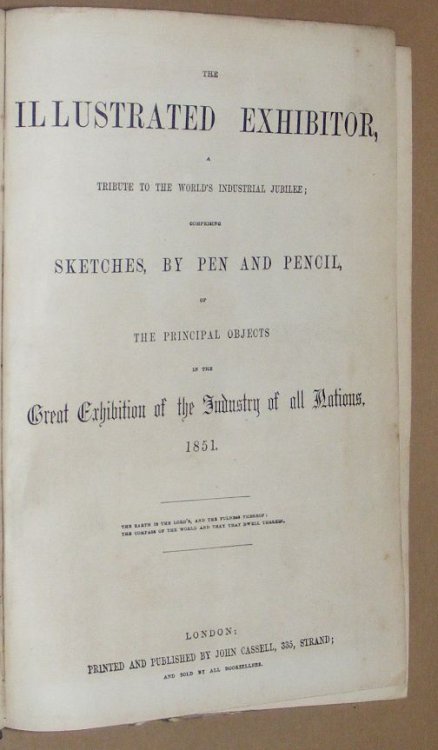 THE
ILLUSTRATED EXHIBITOR,
A
TRIBUTE TO THE WORLD'S INDUSTRIAL JUBILEE;
COMPRISING
SKETCHES, BY PEN AND PENCIL,
OF
THE PRINCIPAL OBJECTS
IN THE
Great Exhibition of the Industry of all Nations,
1851.
THE EARTH IS THE LORD'S, AND THE FULNESS THEREOF:
THE COMPASS OF THE WORLD AND THEY THAT DWELL THEREIN.
LONDON:
PRINTED AND PUBLISHED BY JOHN CASSELL, 335, STRAND;
AND SOLD BY ALL BOOKSELLERS.